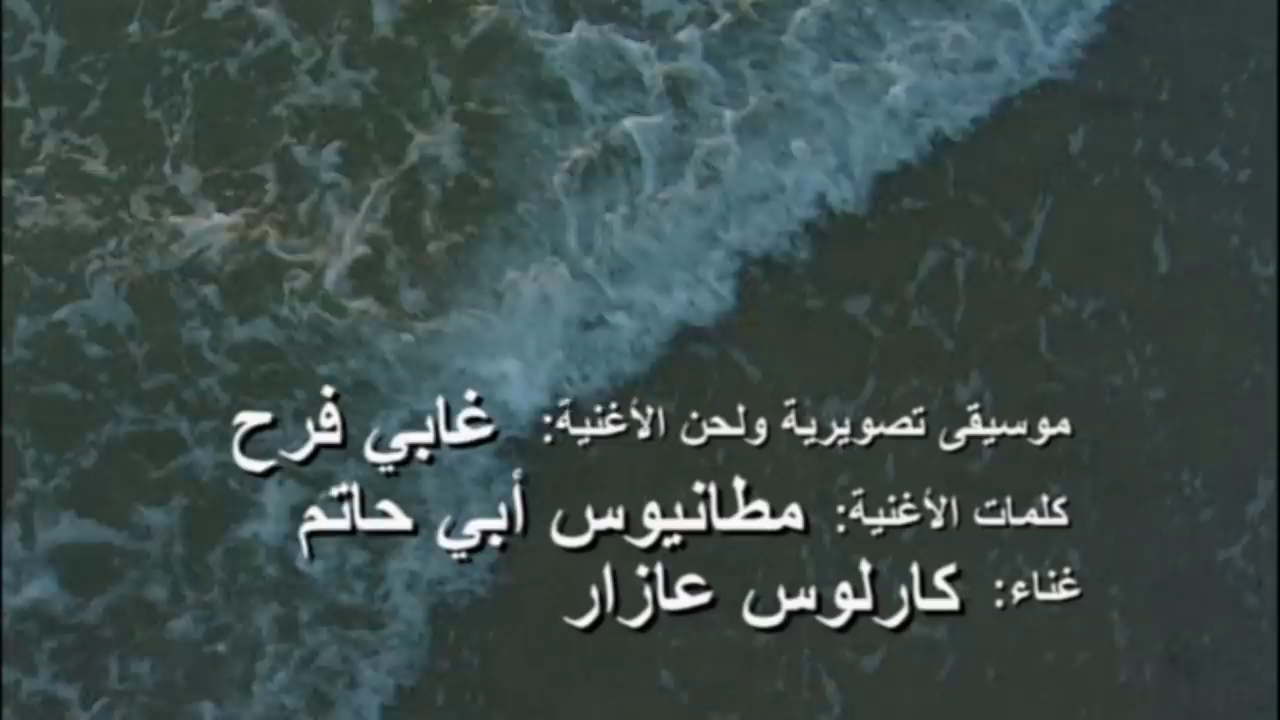 موسيقى تصويرية ولحن الأغنية: غابي فرح
كلمات الأغنية: مطانيوس أبي حاتم
غناء: كارلوس عازار